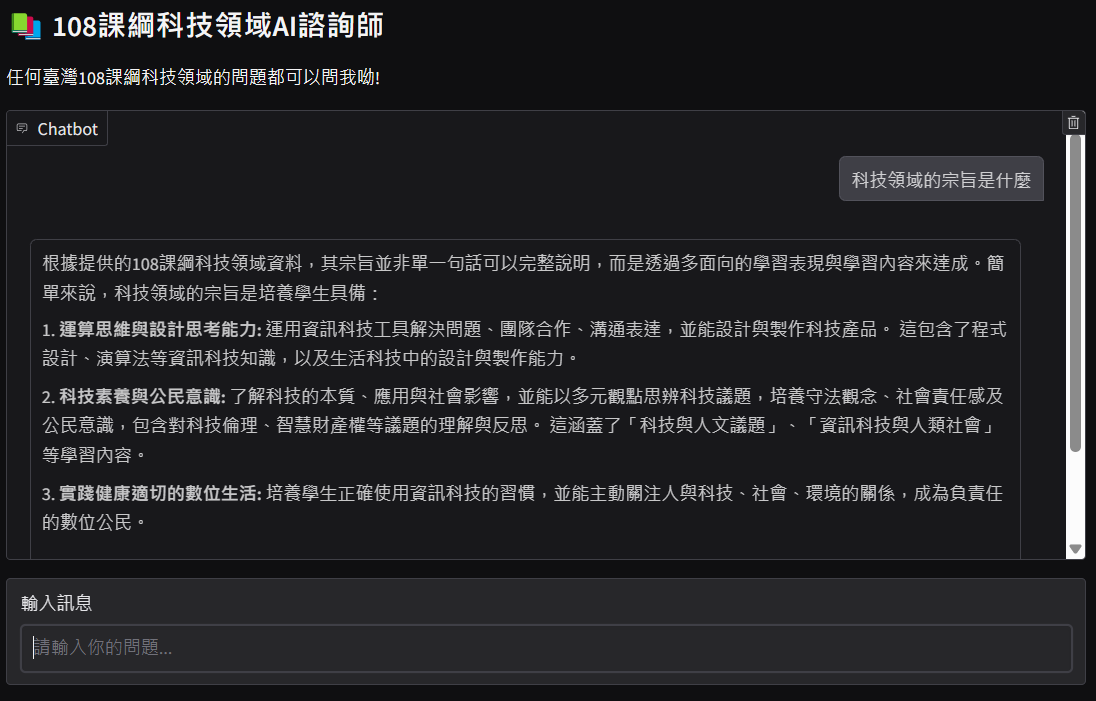 108課綱科技領域AI諮詢師
任何臺灣108課綱科技領域的問題都可以問我呦!
Chatbot
科技領域的宗旨是什麼
根據提供的108課綱科技領域資料，其宗旨並非單一句話可以完整說明，而是透過多面向的學習表現與學習內容來達成。簡
單來說，科技領域的宗旨是培養學生具備：
1. 運算思維與設計思考能力: 運用資訊科技工具解決問題、團隊合作、溝通表達，並能設計與製作科技產品。 這包含了程式
設計、演算法等資訊科技知識，以及生活科技中的設計與製作能力。
2. 科技素養與公民意識: 了解科技的本質、應用與社會影響，並能以多元觀點思辨科技議題，培養守法觀念、社會責任感及
公民意識，包含對科技倫理、智慧財產權等議題的理解與反思。 這涵蓋了「科技與人文議題」、「資訊科技與人類社會」
等學習內容。
3. 實踐健康適切的數位生活: 培養學生正確使用資訊科技的習慣，並能主動關注人與科技、社會、環境的關係，成為負責任
的數位公民。
輸入訊息
請輸入你的問題...